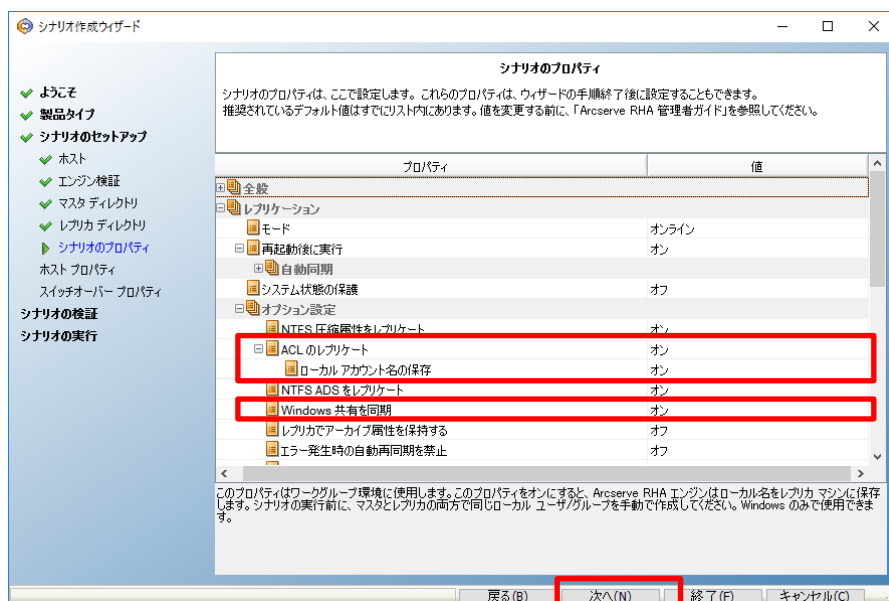 シナリオ作成ウィザード
シナリオのプロパティ
シナリオのプロパティは、ここで設定します。これらのプロパティは、ウィザードの手順終了後に設定することもできます。
推奨されているデフォルト値はすでにリスト内にあります。値を変更する前に、「Arcserve RHA 管理者ガイド」を参照してください。
ようこそ
製品タイプ
シナリオのセットアップ
ホスト
エンジン検証
マスタ ディレクトリ
レプリカ ディレクトリ
シナリオのプロパティ
ホスト プロパティ
スイッチオーバー プロパティ
シナリオの検証
シナリオの実行
プロパティ 値
全般
レプリケーション
モード オンライン
再起動後に実行 オン
自動同期
システム状態の保護 オフ
オプション設定
NTFS 圧縮属性をレプリケート オン
ACL のレプリケート オン
ローカル アカウント名の保存 オン
NTFS ADS をレプリケート オン
Windows 共有を同期 オン
レプリカでアーカイブ属性を保持する オフ
エラー発生時の自動再同期を禁止 オフ
このプロパティはワークグループ環境に使用します。このプロパティをオンにすると、Arcserve RHA エンジンはローカル名をレプリカ マシンに保存
します。シナリオの実行前に、マスタとレプリカの両方で同じローカル ユーザ/グループを手動で作成してください。Windows のみで使用できま
す。
戻る(B) 次へ(N) 終了(F) キャンセル(C)